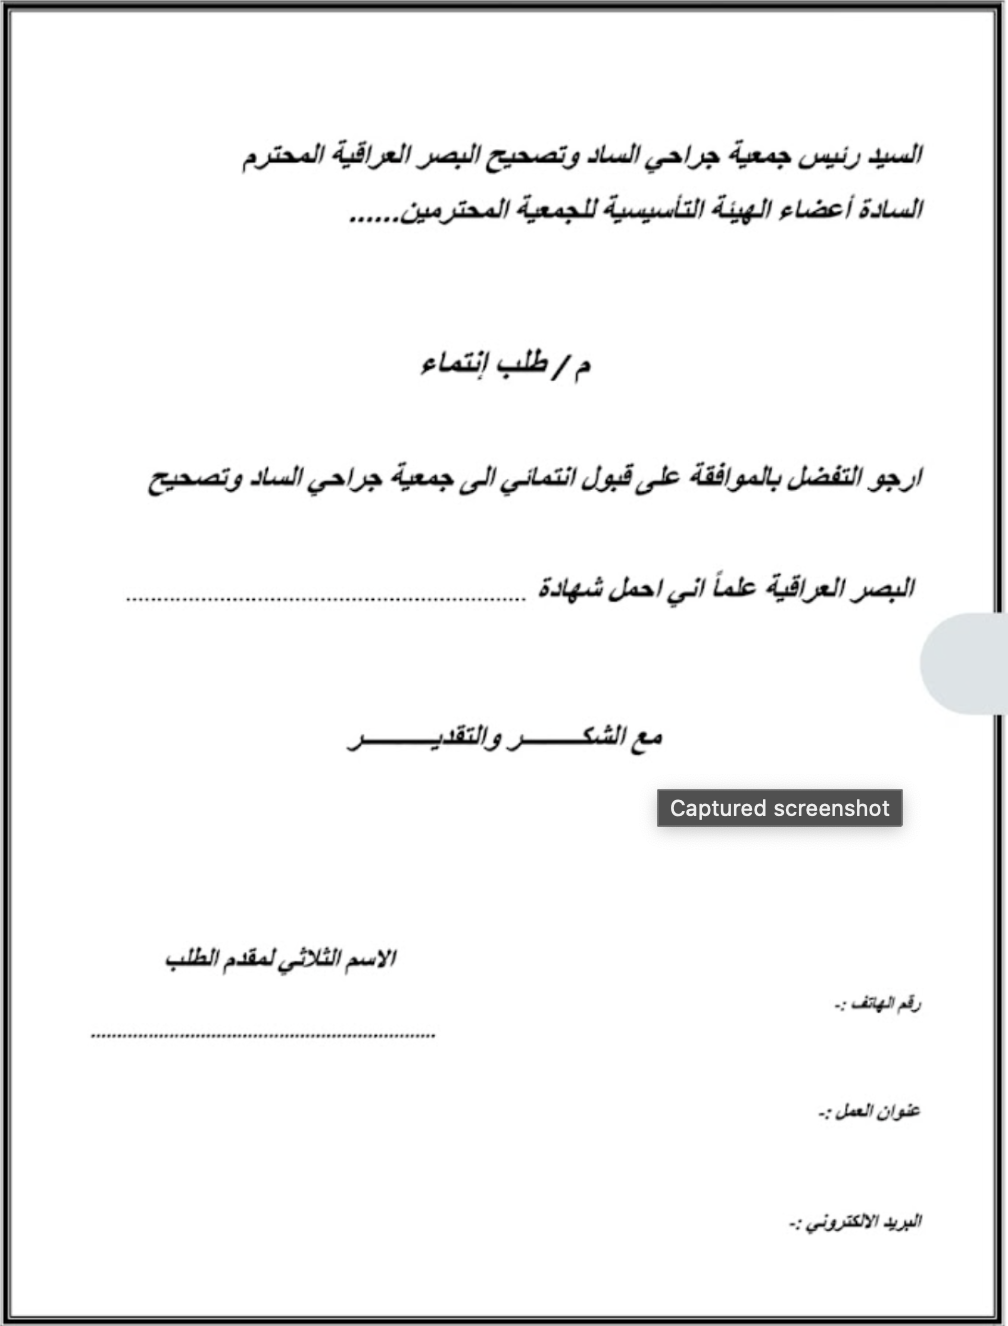 السيد رئيس جمعية جراحي الساد وتصحيح البصر العراقية المحترم
السادة أعضاء الهيئة التأسيسية للجمعية المحترمين......
م / طلب إنتماء
ارجو التفضل بالموافقة على قبول انتمائي الى جمعية جراحي الساد وتصحيح
البصر العراقية علماً اني احمل شهادة ........................................................
مع الشكـــــــر والتقديـــــــــر
Captured screenshot
الاسم الثلاثي لمقدم الطلب
رقم الهاتف :-
..................................................................
عنوان العمل :-
البريد الالكتروني :-